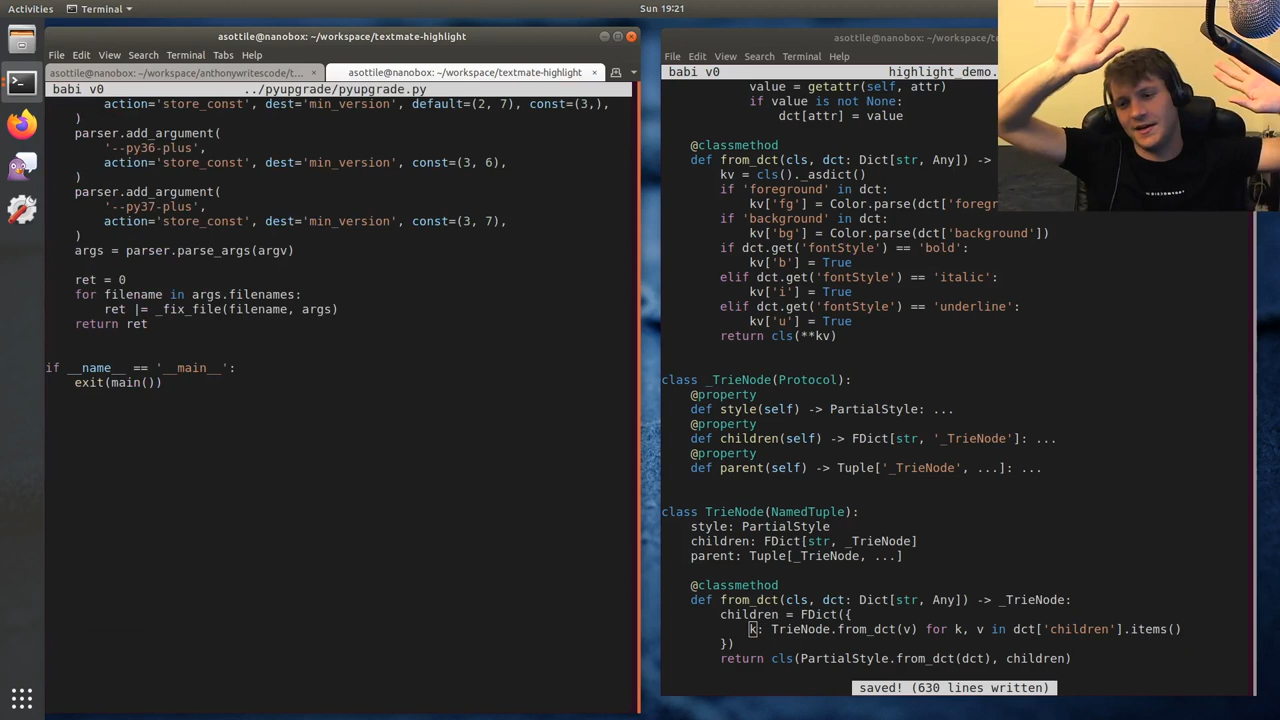 Activities
Terminal
Sun 19:21
asottile@nanobox: ~/workspace/textmate-highlight
File Edit View Search Terminal Tabs Help
asottile@nanobox: ~/workspace/anthonywritescode/t...
asottile@nanobox: ~/workspace/textmate-highlight
babi v0 ../pyupgrade/pyupgrade.py
        action='store_const', dest='min_version', default=(2, 7), const=(3,),
    )
    parser.add_argument(
        '--py36-plus',
        action='store_const', dest='min_version', const=(3, 6),
    )
    parser.add_argument(
        '--py37-plus',
        action='store_const', dest='min_version', const=(3, 7),
    )
    args = parser.parse_args(argv)
    ret = 0
    for filename in args.filenames:
        ret |= _fix_file(filename, args)
    return ret
if __name__ == '__main__':
    exit(main())
asottile@nanobox: ~/workspace/t
File Edit View Search Terminal Help
babi v0 highlight_demo.
            value = getattr(self, attr)
            if value is not None:
                dct[attr] = value
    @classmethod
    def from_dct(cls, dct: Dict[str, Any]) ->
        kv = cls()._asdict()
        if 'foreground' in dct:
            kv['fg'] = Color.parse(dct['foregr
        if 'background' in dct:
            kv['bg'] = Color.parse(dct['background'])
        if dct.get('fontStyle') == 'bold':
            kv['b'] = True
        elif dct.get('fontStyle') == 'italic':
            kv['i'] = True
        elif dct.get('fontStyle') == 'underline':
            kv['u'] = True
        return cls(**kv)
class _TrieNode(Protocol):
    @property
    def style(self) -> PartialStyle: ...
    @property
    def children(self) -> FDict[str, '_TrieNode']: ...
    @property
    def parent(self) -> Tuple['_TrieNode', ...]: ...
class TrieNode(NamedTuple):
    style: PartialStyle
    children: FDict[str, _TrieNode]
    parent: Tuple[_TrieNode, ...]
    @classmethod
    def from_dct(cls, dct: Dict[str, Any]) -> _TrieNode:
        children = FDict({
            k: TrieNode.from_dct(v) for k, v in dct['children'].items()
        })
        return cls(PartialStyle.from_dct(dct), children)
saved! (630 lines written)